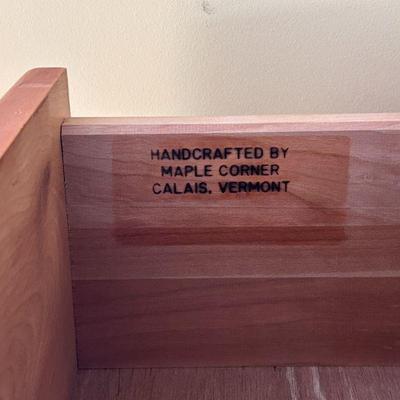 HANDCRAFTED BY
MAPLE CORNER
CALAIS, VERMONT